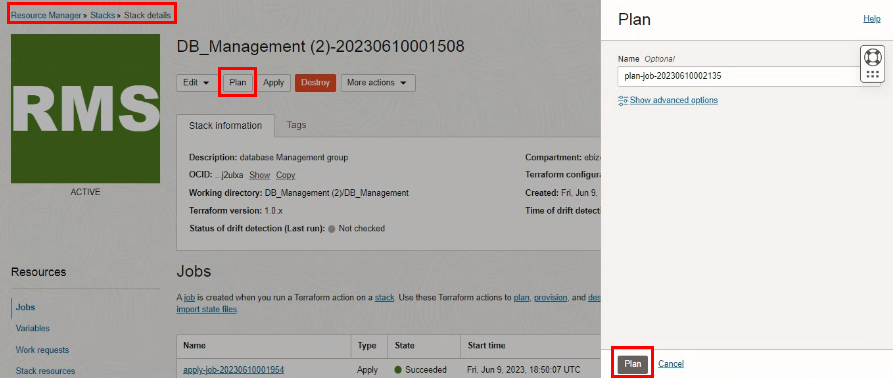 Resource Manager » Stacks » Stack details
RMS
ACTIVE
DB_Management (2)-20230610001508
Edit Plan Apply Destroy More actions
Stack information Tags
Description: database Management group
OCID: ...j2ulxa Show Copy
Working directory: DB_Management (2)/DB_Management
Terraform version: 1.0.x
Status of drift detection (Last run): Not checked
Compartment: ebiz
Terraform configura
Created: Fri, Jun 9,
Time of drift detect
Resources
Jobs
Variables
Work requests
Stack resources
Jobs
A job is created when you run a Terraform action on a stack. Use these Terraform actions to plan, provision, and des
import state files.
Name Type State Start time
apply-job-20230610001954 Apply Succeeded Fri, Jun 9, 2023, 18:50:07 UTC
Plan
Help
Name Optional
plan-job-20230610002135
Show advanced options
Plan Cancel